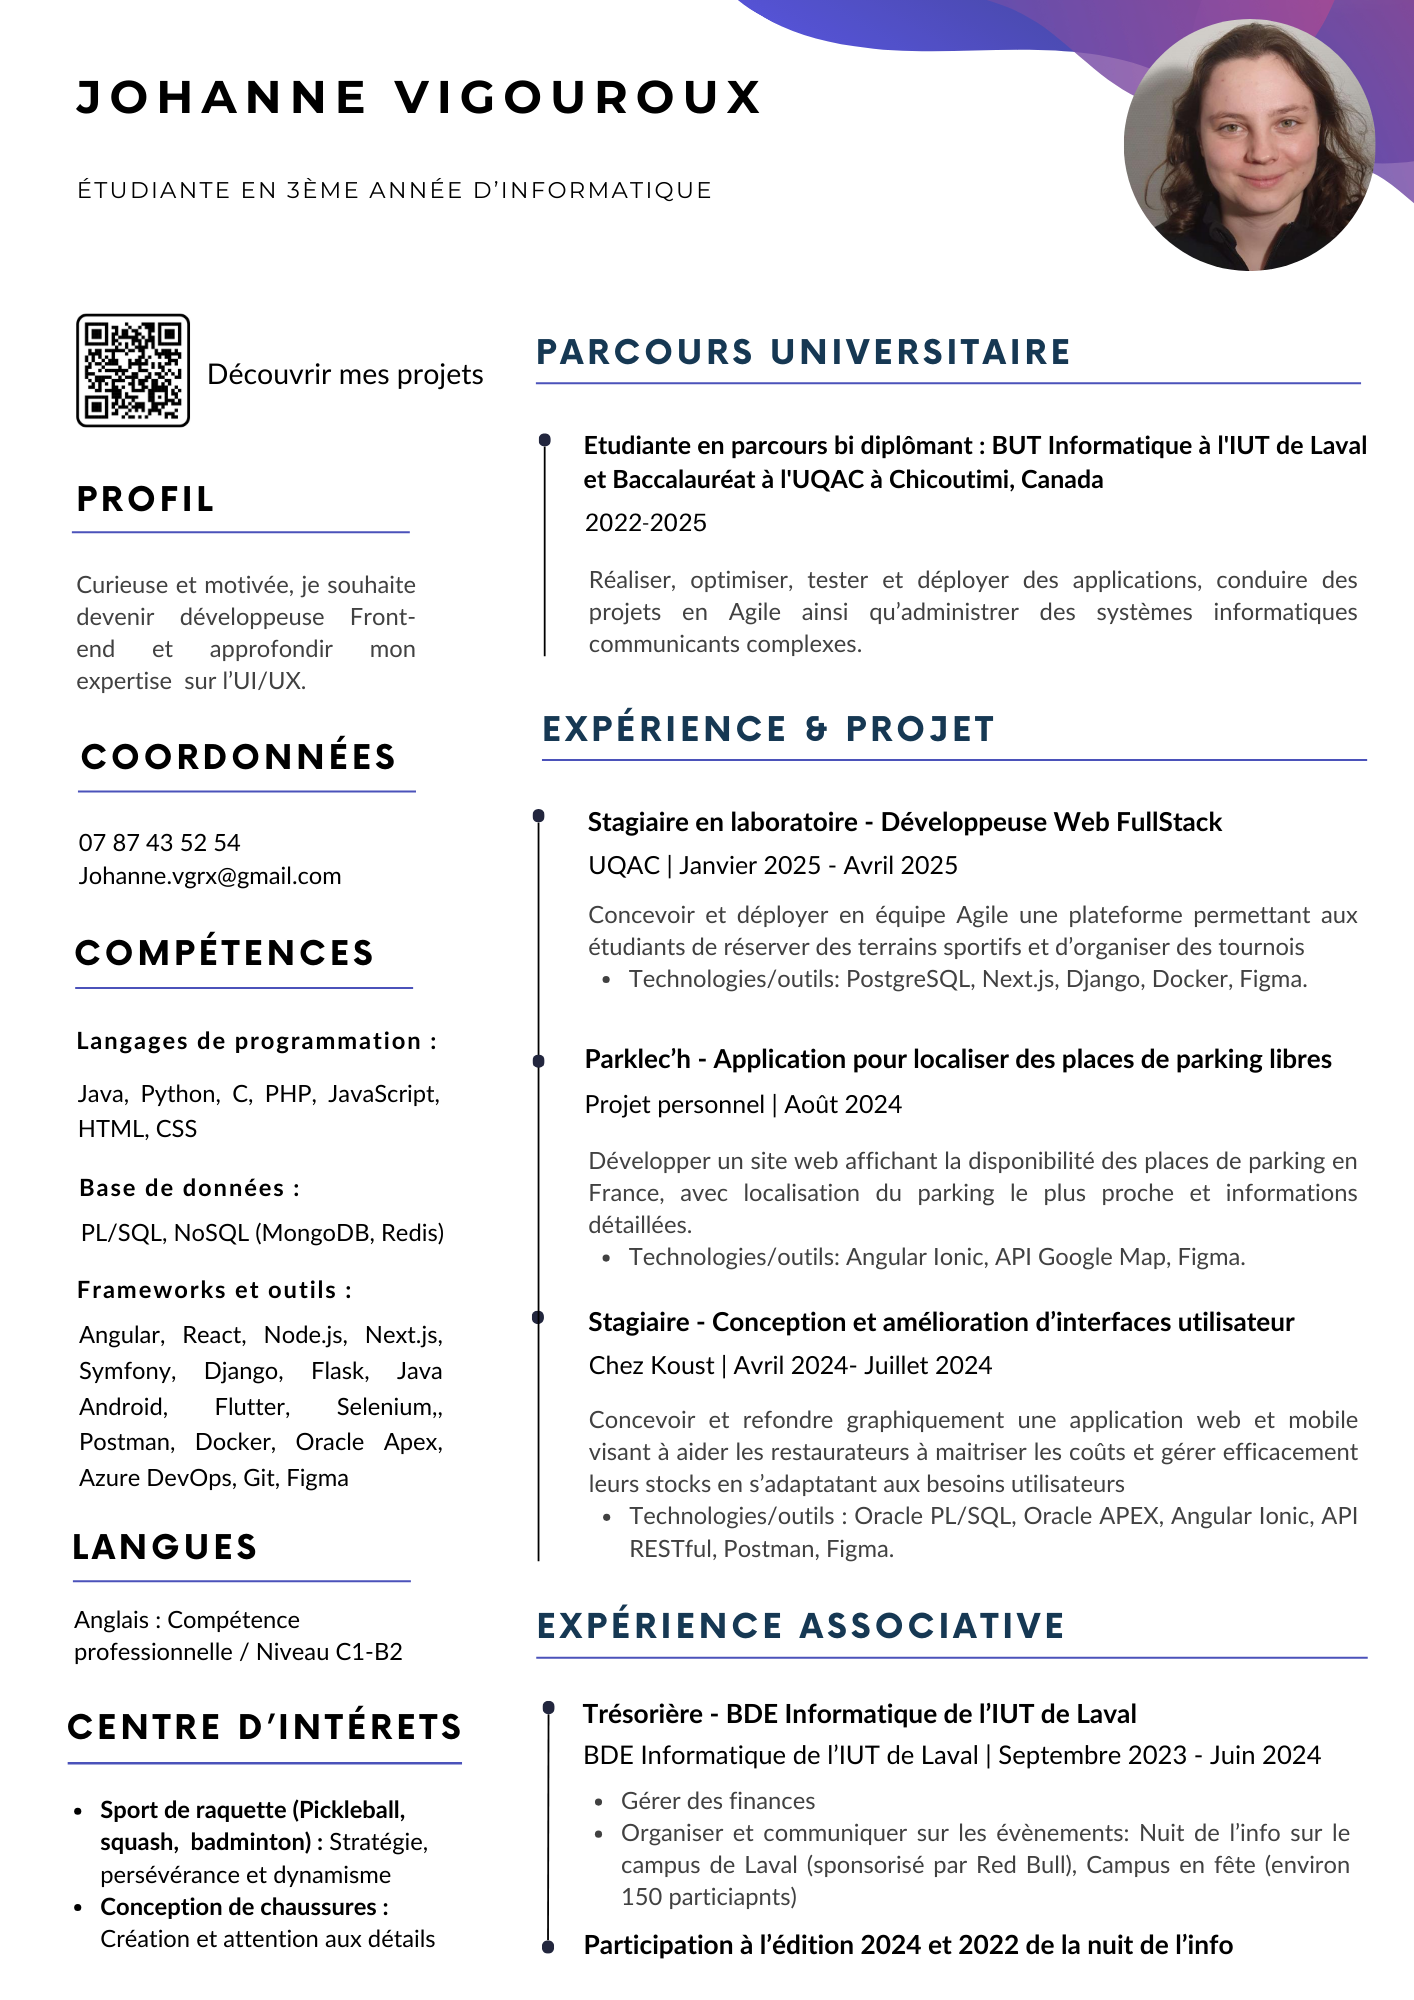 JOHANNE VIGOUROUX
ÉTUDIANTE EN 3ÈME ANNÉE D’INFORMATIQUE
Découvrir mes projets
PROFIL
Curieuse et motivée, je souhaite
devenir développeuse Front-
end et approfondir mon
expertise sur l’UI/UX.
COORDONNÉES
07 87 43 52 54
Johanne.vgrx@gmail.com
COMPÉTENCES
Langages de programmation :
Java, Python, C, PHP, JavaScript,
HTML, CSS
Base de données :
PL/SQL, NoSQL (MongoDB, Redis)
Frameworks et outils :
Angular, React, Node.js, Next.js,
Symfony, Django, Flask, Java
Android, Flutter, Selenium,,
Postman, Docker, Oracle Apex,
Azure DevOps, Git, Figma
LANGUES
Anglais : Compétence
professionnelle / Niveau C1-B2
CENTRE D’INTÉRETS
• Sport de raquette (Pickleball,
squash, badminton) : Stratégie,
persévérance et dynamisme
• Conception de chaussures :
Création et attention aux détails
PARCOURS UNIVERSITAIRE
Etudiante en parcours bi diplômant : BUT Informatique à l'IUT de Laval
et Baccalauréat à l'UQAC à Chicoutimi, Canada
2022-2025
Réaliser, optimiser, tester et déployer des applications, conduire des
projets en Agile ainsi qu’administrer des systèmes informatiques
communicants complexes.
EXPÉRIENCE & PROJET
Stagiaire en laboratoire - Développeuse Web FullStack
UQAC | Janvier 2025 - Avril 2025
Concevoir et déployer en équipe Agile une plateforme permettant aux
étudiants de réserver des terrains sportifs et d’organiser des tournois
• Technologies/outils: PostgreSQL, Next.js, Django, Docker, Figma.
Parklec’h - Application pour localiser des places de parking libres
Projet personnel | Août 2024
Développer un site web affichant la disponibilité des places de parking en
France, avec localisation du parking le plus proche et informations
détaillées.
• Technologies/outils: Angular Ionic, API Google Map, Figma.
Stagiaire - Conception et amélioration d’interfaces utilisateur
Chez Koust | Avril 2024- Juillet 2024
Concevoir et refondre graphiquement une application web et mobile
visant à aider les restaurateurs à maitriser les coûts et gérer efficacement
leurs stocks en s’adaptatant aux besoins utilisateurs
• Technologies/outils : Oracle PL/SQL, Oracle APEX, Angular Ionic, API
RESTful, Postman, Figma.
EXPÉRIENCE ASSOCIATIVE
Trésorière - BDE Informatique de l’IUT de Laval
BDE Informatique de l’IUT de Laval | Septembre 2023 - Juin 2024
• Gérer des finances
• Organiser et communiquer sur les évènements: Nuit de l’info sur le
campus de Laval (sponsorisé par Red Bull), Campus en fête (environ
150 particiapnts)
Participation à l’édition 2024 et 2022 de la nuit de l’info